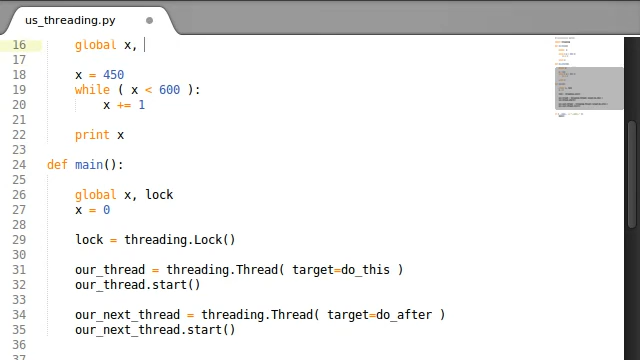 us_threading.py
16 global x,
17
18 x = 450
19 while ( x < 600 ):
20 x += 1
21
22 print x
23
24 def main():
25
26 global x, lock
27 x = 0
28
29 lock = threading.Lock()
30
31 our_thread = threading.Thread( target=do_this )
32 our_thread.start()
33
34 our_next_thread = threading.Thread( target=do_after )
35 our_next_thread.start()
36
37